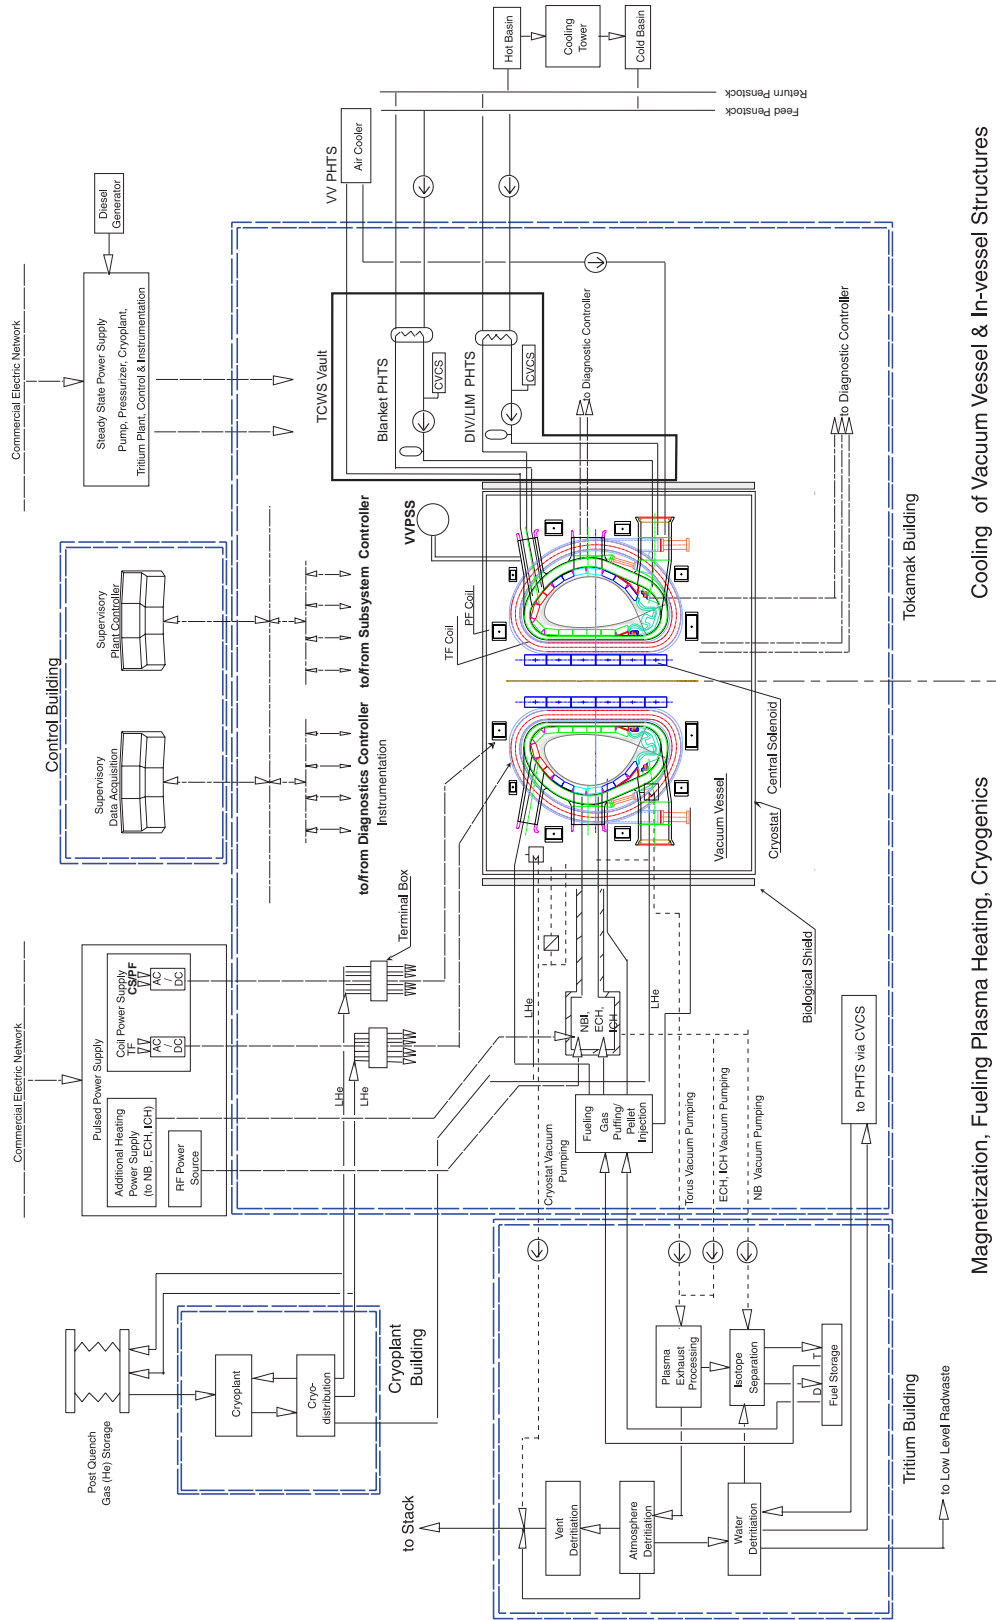 Commercial Electric Network
Pulsed Power Supply
Additional Heating
Power Supply
(to NB , ECH, ICH)
RF Power
Source
Coil Power Supply
TF
CS/PF
AC
/
DC
AC
/
DC
Post Quench
Gas (He) Storage
Cryoplant
Cryo-
distribution
Cryoplant
Building
LHe
LHe
Terminal Box
Control Building
Supervisory
Data Acquisition
Supervisory
Plant Controller
to/from Diagnostics Controller
Instrumentation
to/from Subsystem Controller
Commercial Electric Network
Steady State Power Supply
Pump, Pressurizer, Cryoplant,
Tritium Plant, Control & Instrumentation
Diesel
Generator
TCWS Vault
VV PHTS
Air Cooler
Blanket PHTS
CVCS
DIV/LIM PHTS
CVCS
Hot Basin
Cooling
Tower
Cold Basin
Return Penstock
Feed Penstock
VVPSS
PF Coil
TF Coil
to Diagnostic Controller
to Diagnostic Controller
Tokamak Building
Central Solenoid
Cryostat
Vacuum Vessel
Biological Shield
LHe
NBI,
ECH,
ICH
LHe
Fueling
Gas
Puffing/
Pellet
Injection
Cryostat Vacuum
Pumping
Torus Vacuum Pumping
ECH, ICH Vacuum Pumping
NB Vacuum Pumping
to PHTS via CVCS
to Stack
Vent
Detritiation
Atmosphere
Detritiation
Water
Detritiation
Plasma
Exhaust
Processing
Isotope
Separation
D
T
Fuel Storage
Tritium Building
to Low Level Radwaste
Magnetization, Fueling Plasma Heating, Cryogenics
Cooling of Vacuum Vessel & In-vessel Structures